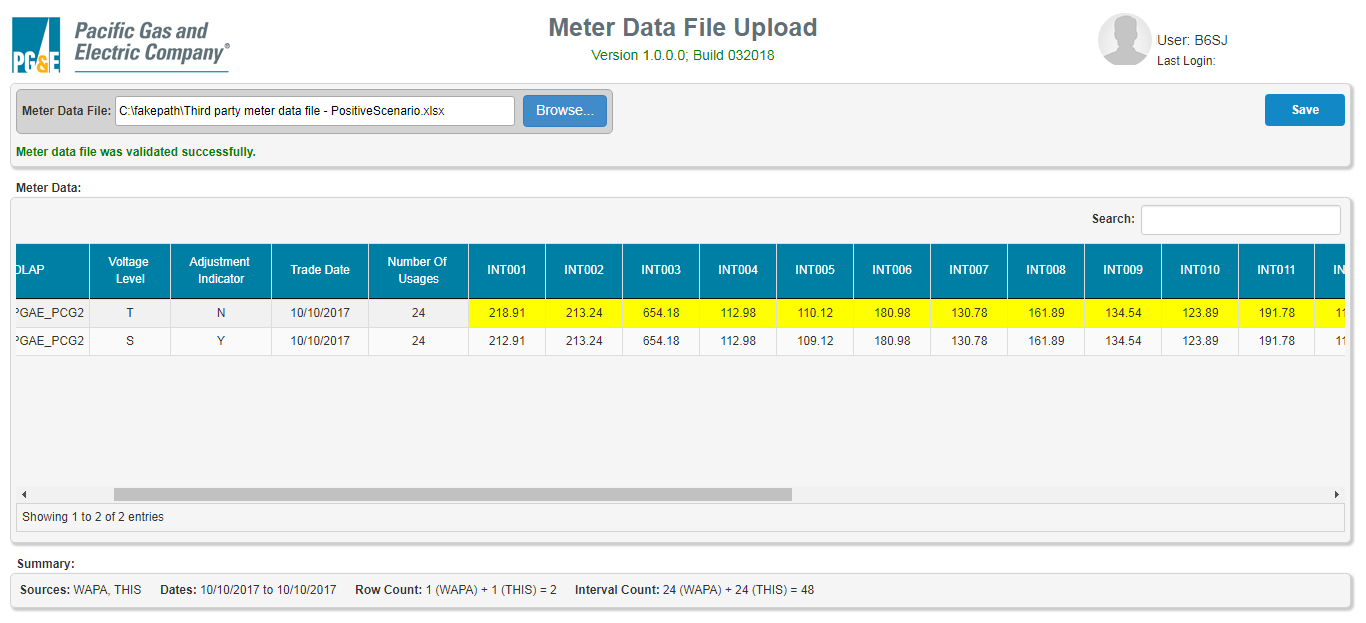 Pacific Gas and
Electric Company®
PG&E
Meter Data File Upload
Version 1.0.0.0; Build 032018
User: B6SJ
Last Login:
Meter Data File: C:\fakepath\Third party meter data file - PositiveScenario.xlsx Browse... Save
Meter data file was validated successfully.
Meter Data:
Search:
DLAP Voltage Level Adjustment Indicator Trade Date Number Of Usages INT001 INT002 INT003 INT004 INT005 INT006 INT007 INT008 INT009 INT010 INT011 IN
PGAE_PCG2 T N 10/10/2017 24 218.91 213.24 654.18 112.98 110.12 180.98 130.78 161.89 134.54 123.89 191.78 11
PGAE_PCG2 S Y 10/10/2017 24 212.91 213.24 654.18 112.98 109.12 180.98 130.78 161.89 134.54 123.89 191.78 11
Showing 1 to 2 of 2 entries
Summary:
Sources: WAPA, THIS Dates: 10/10/2017 to 10/10/2017 Row Count: 1 (WAPA) + 1 (THIS) = 2 Interval Count: 24 (WAPA) + 24 (THIS) = 48